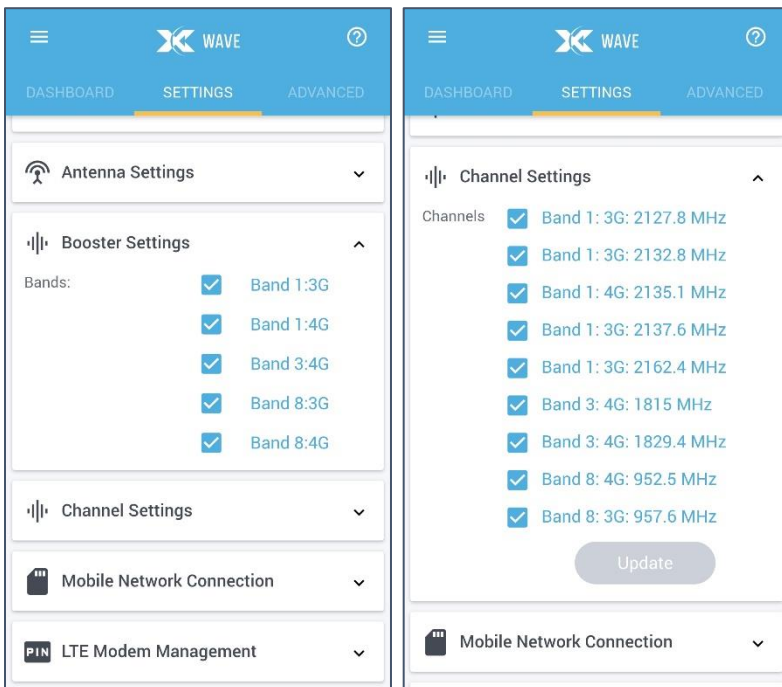 WAVE
DASHBOARD SETTINGS ADVANCED
Antenna Settings
Booster Settings
Bands:
Band 1:3G
Band 1:4G
Band 3:4G
Band 8:3G
Band 8:4G
Channel Settings
Mobile Network Connection
PIN LTE Modem Management
WAVE
DASHBOARD SETTINGS ADVANCED
Channel Settings
Channels Band 1: 3G: 2127.8 MHz
Band 1: 3G: 2132.8 MHz
Band 1: 4G: 2135.1 MHz
Band 1: 3G: 2137.6 MHz
Band 1: 3G: 2162.4 MHz
Band 3: 4G: 1815 MHz
Band 3: 4G: 1829.4 MHz
Band 8: 4G: 952.5 MHz
Band 8: 3G: 957.6 MHz
Update
Mobile Network Connection